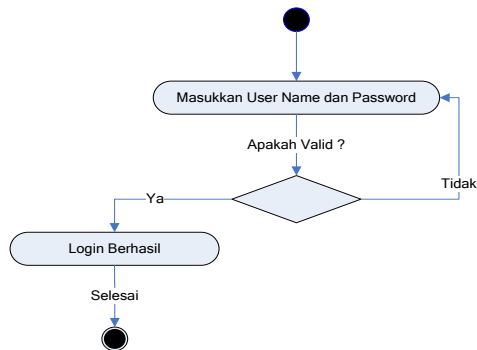 Masukkan User Name dan Password
Apakah Valid ?
Tidak
Ya
Login Berhasil
Selesai